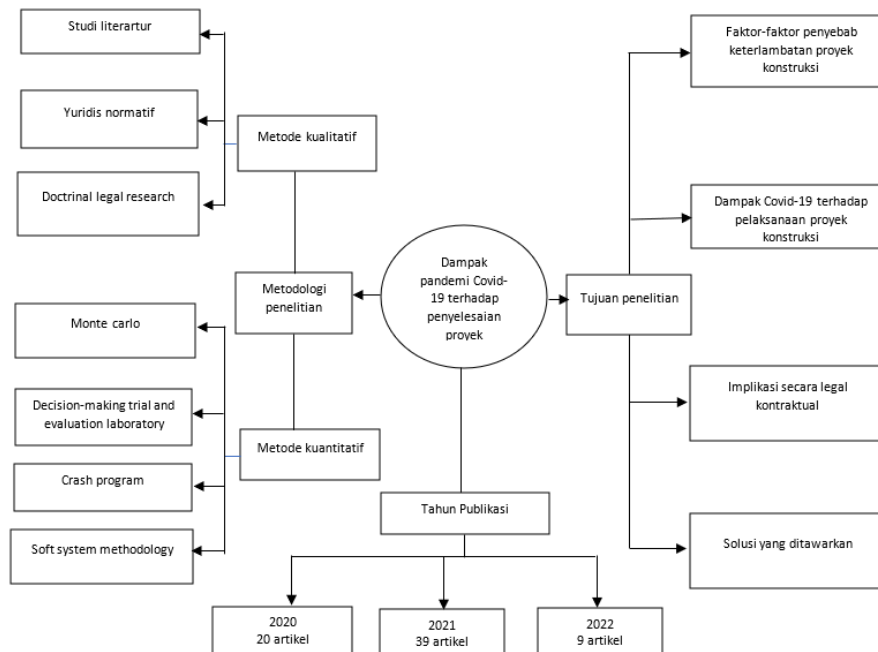 Studi literartur
Yuridis normatif
Doctrinal legal research
Metode kualitatif
Metodologi
penelitian
Monte carlo
Decision-making trial and
evaluation laboratory
Crash program
Soft system methodology
Metode kuantitatif
Dampak
pandemi Covid-
19 terhadap
penyelesaian
proyek
Tahun Publikasi
2020
20 artikel
2021
39 artikel
2022
9 artikel
Tujuan penelitian
Faktor-faktor penyebab
keterlambatan proyek
konstruksi
Dampak Covid-19 terhadap
pelaksanaan proyek
konstruksi
Implikasi secara legal
kontraktual
Solusi yang ditawarkan